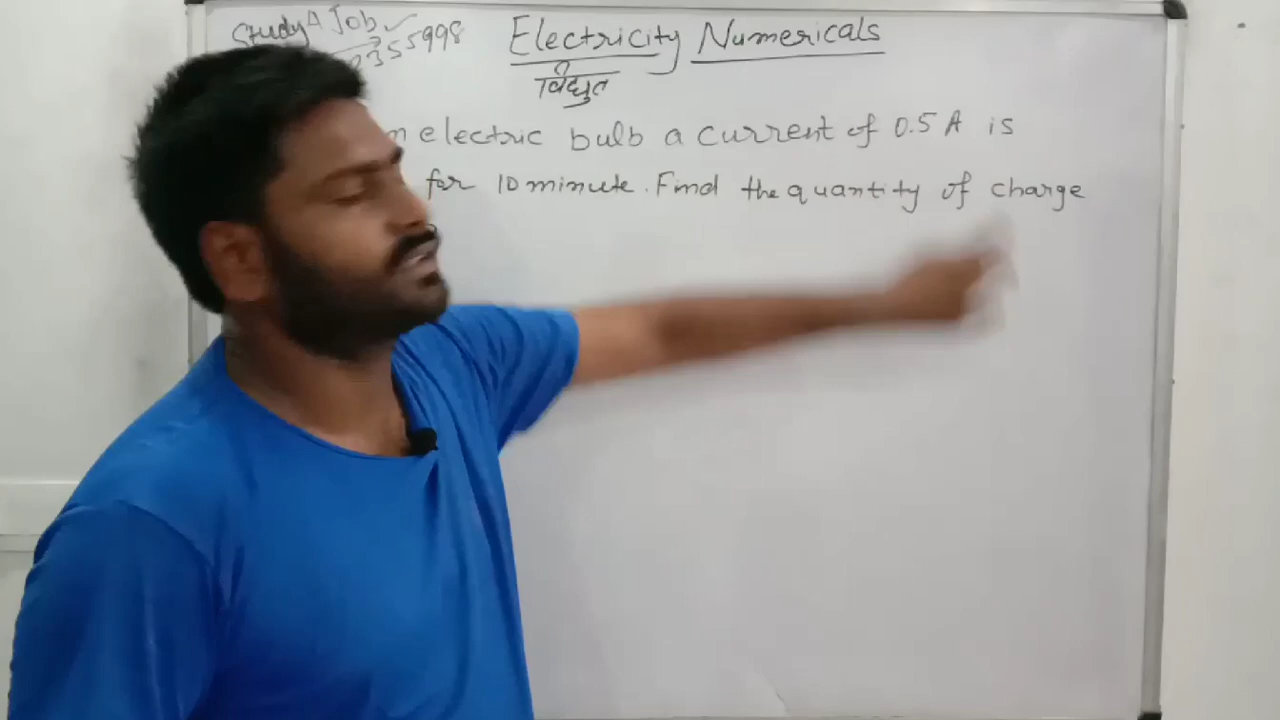 Study A Job
355998
Electricity Numericals
विद्युत
n electric bulb a current of 0.5 A is
for 10 minute. Find the quantity of charge